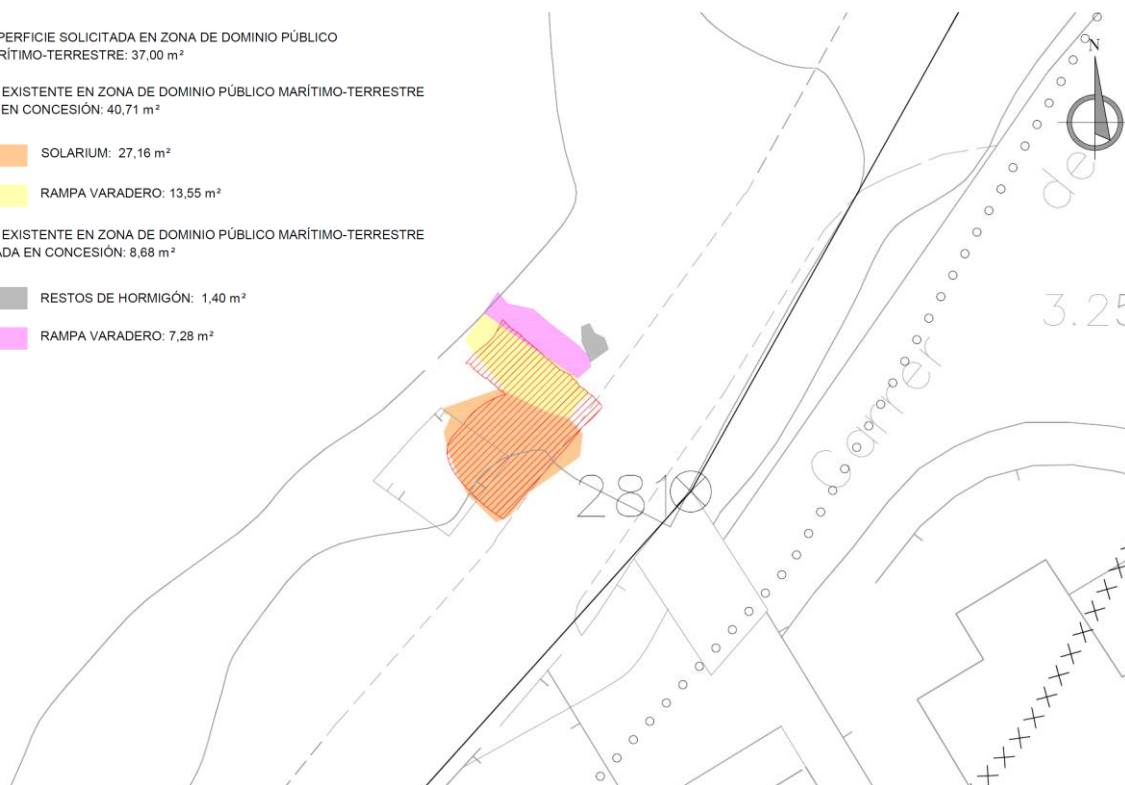 PERFICIE SOLICITADA EN ZONA DE DOMINIO PÚBLICO
RÍTIMO-TERRESTRE: 37,00 m²
EXISTENTE EN ZONA DE DOMINIO PÚBLICO MARÍTIMO-TERRESTRE
EN CONCESIÓN: 40,71 m²
SOLARIUM: 27,16 m²
RAMPA VARADERO: 13,55 m²
EXISTENTE EN ZONA DE DOMINIO PÚBLICO MARÍTIMO-TERRESTRE
ADA EN CONCESIÓN: 8,68 m²
RESTOS DE HORMIGÓN: 1,40 m²
RAMPA VARADERO: 7,28 m²
N
Carrer de
3.25
281